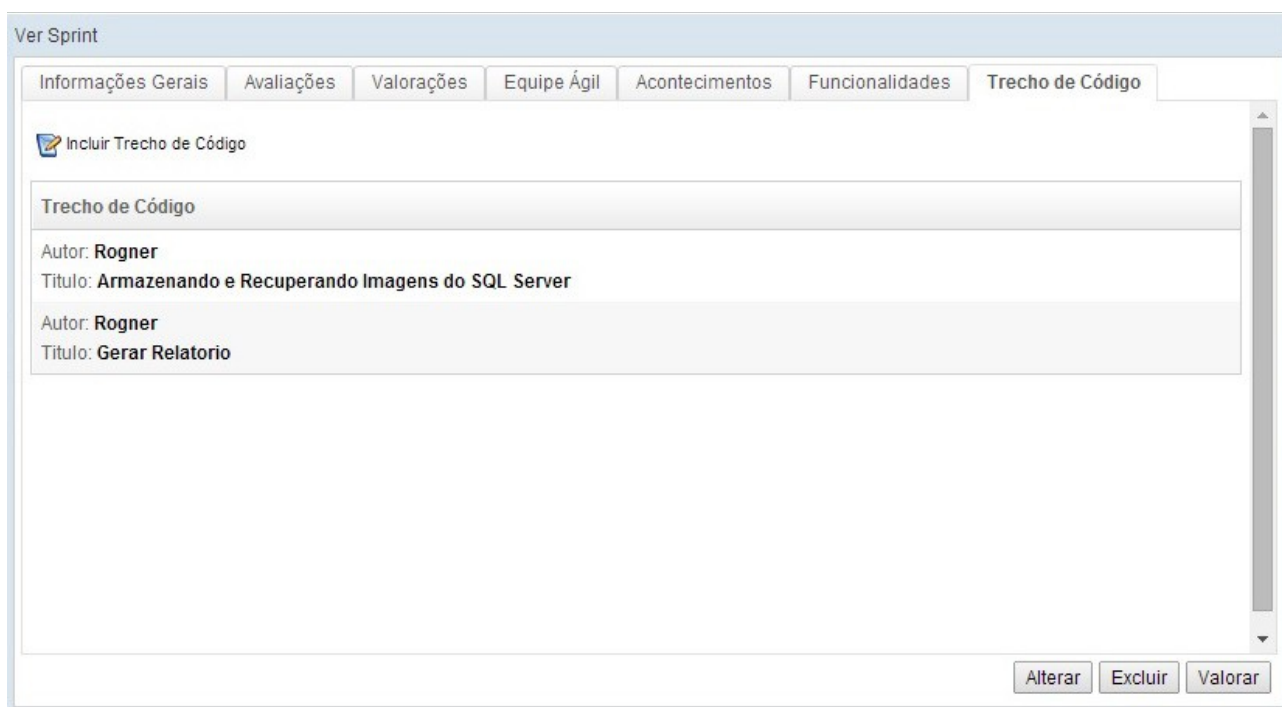 Ver Sprint
Informações Gerais Avaliações Valorações Equipe Ágil Acontecimentos Funcionalidades Trecho de Código
Incluir Trecho de Código
Trecho de Código
Autor: Rogner
Titulo: Armazenando e Recuperando Imagens do SQL Server
Autor: Rogner
Titulo: Gerar Relatorio
Alterar Excluir Valorar